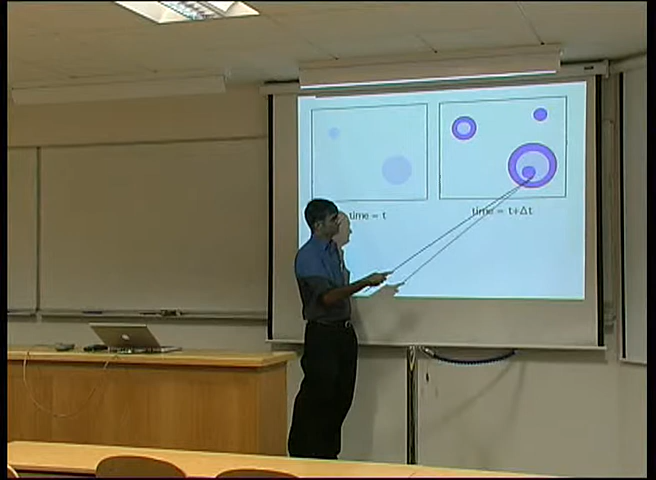 time = t
time = t+Δt